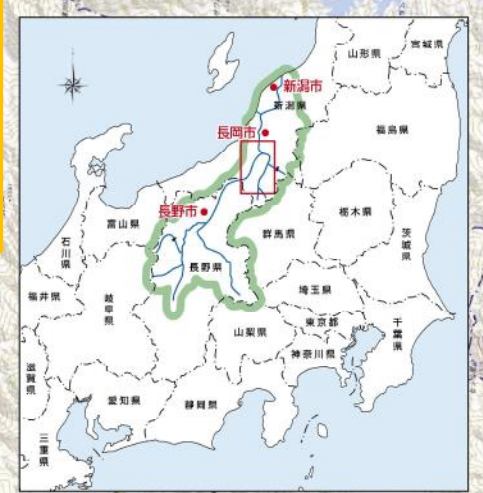 山形県
宮城県
新潟市
新潟県
福島県
長岡市
長野市
富山県
石川県
群馬県
栃木県
茨城県
長野県
福井県
岐阜県
埼玉県
東京都
山梨県
神奈川県
千葉県
滋賀県
愛知県
静岡県
三重県